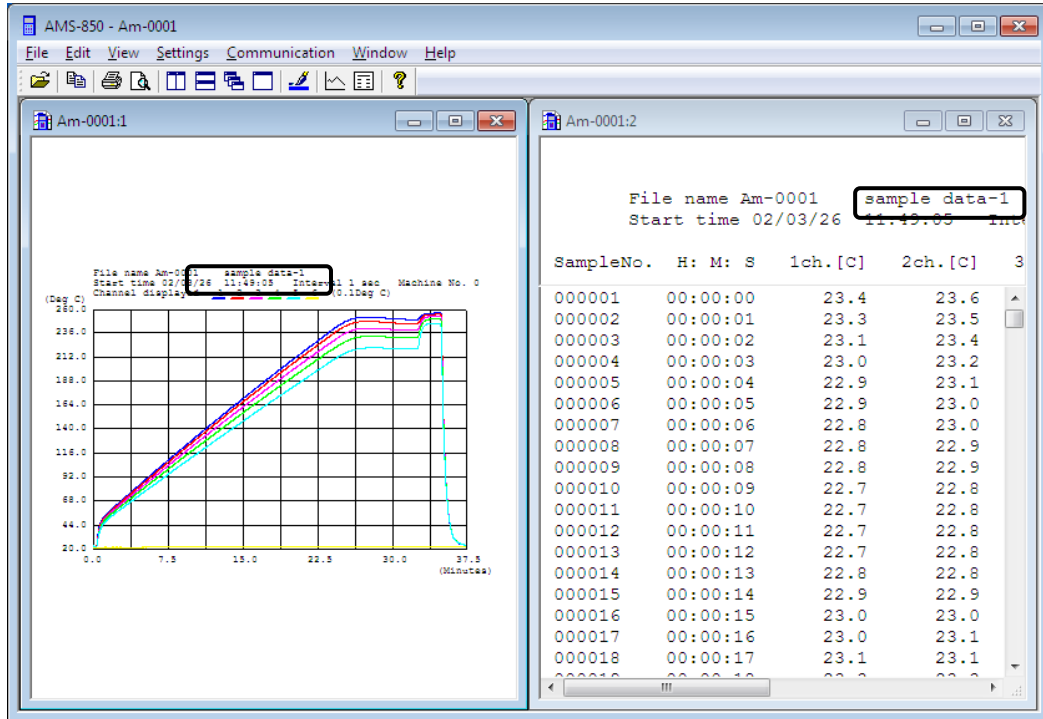 AMS-850 - Am-0001
File Edit View Settings Communication Window Help
Am-0001:1
File name Am-0001 sample data-1
Start time 02/03/26 11:49:05 Interval 1 sec Machine No. 0
Channel display 1 2 3 4 5 6 (0.1Deg C)
(Deg C)
260.0
236.0
212.0
188.0
164.0
140.0
116.0
92.0
68.0
44.0
20.0
0.0 7.5 15.0 22.5 30.0 37.5
(Minutes)
Am-0001:2
File name Am-0001 sample data-1
Start time 02/03/26 11:49:05
SampleNo. H: M: S 1ch.[C] 2ch.[C] 3
000001 00:00:00 23.4 23.6
000002 00:00:01 23.3 23.5
000003 00:00:02 23.1 23.4
000004 00:00:03 23.0 23.2
000005 00:00:04 22.9 23.1
000006 00:00:05 22.9 23.0
000007 00:00:06 22.8 23.0
000008 00:00:07 22.8 22.9
000009 00:00:08 22.8 22.9
000010 00:00:09 22.7 22.8
000011 00:00:10 22.7 22.8
000012 00:00:11 22.7 22.8
000013 00:00:12 22.7 22.8
000014 00:00:13 22.8 22.8
000015 00:00:14 22.9 22.9
000016 00:00:15 23.0 23.0
000017 00:00:16 23.0 23.1
000018 00:00:17 23.1 23.1